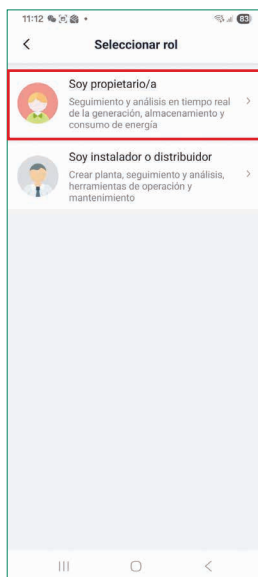 11:12
83
Seleccionar rol
Soy propietario/a
Seguimiento y análisis en tiempo real
de la generación, almacenamiento y
consumo de energía
Soy instalador o distribuidor
Crear planta, seguimiento y análisis,
herramientas de operación y
mantenimiento